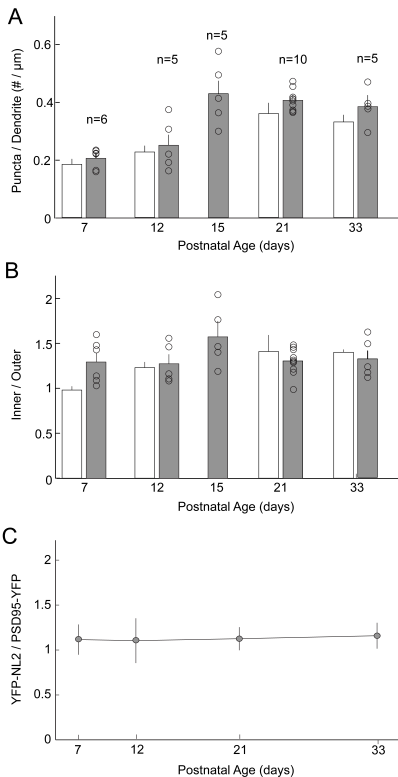 A
Puncta / Dendrite (# / μm)
0.6
0.4
0.2
0
n=6
n=5
n=5
n=10
n=5
7 12 15 21 33
Postnatal Age (days)
B
Inner / Outer
2
1.5
1
0.5
0
7 12 15 21 33
Postnatal Age (days)
C
YFP-NL2 / PSD95-YFP
2
1.5
1
0.5
0
7 12 21 33
Postnatal Age (days)